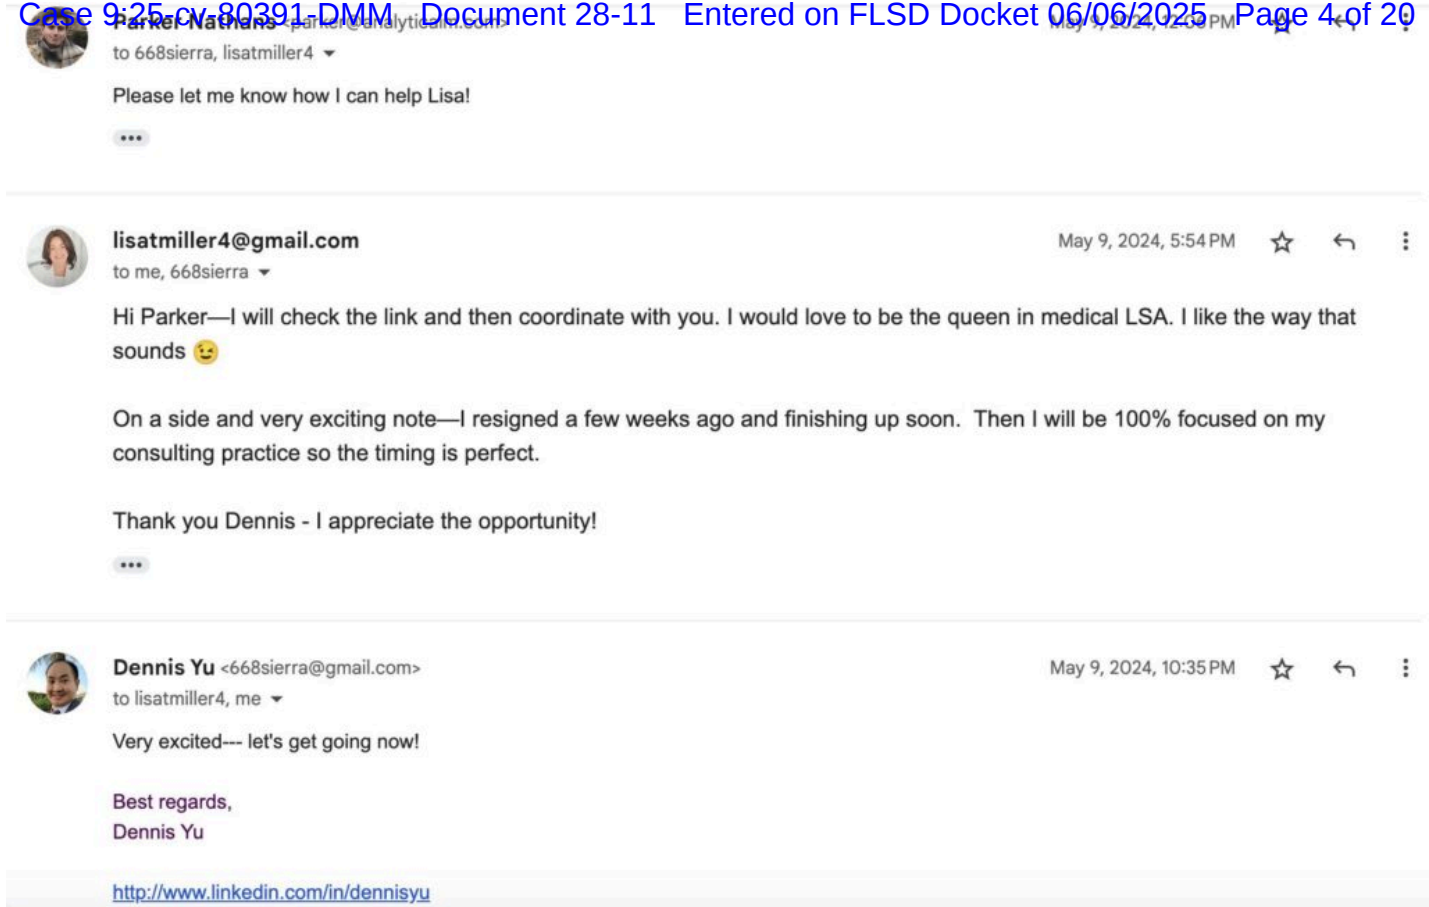 Case 9:25-cv-80391-DMM Document 28-11 Entered on FLSD Docket 06/06/2025 Page 4 of 20
Parker Nathans
to 668sierra, lisatmiller4
Please let me know how I can help Lisa!
lisatmiller4@gmail.com May 9, 2024, 5:54 PM
to me, 668sierra
Hi Parker—I will check the link and then coordinate with you. I would love to be the queen in medical LSA. I like the way that
sounds 😉
On a side and very exciting note—I resigned a few weeks ago and finishing up soon.  Then I will be 100% focused on my
consulting practice so the timing is perfect.
Thank you Dennis - I appreciate the opportunity!
Dennis Yu <668sierra@gmail.com> May 9, 2024, 10:35 PM
to lisatmiller4, me
Very excited--- let's get going now!
Best regards,
Dennis Yu
http://www.linkedin.com/in/dennisyu